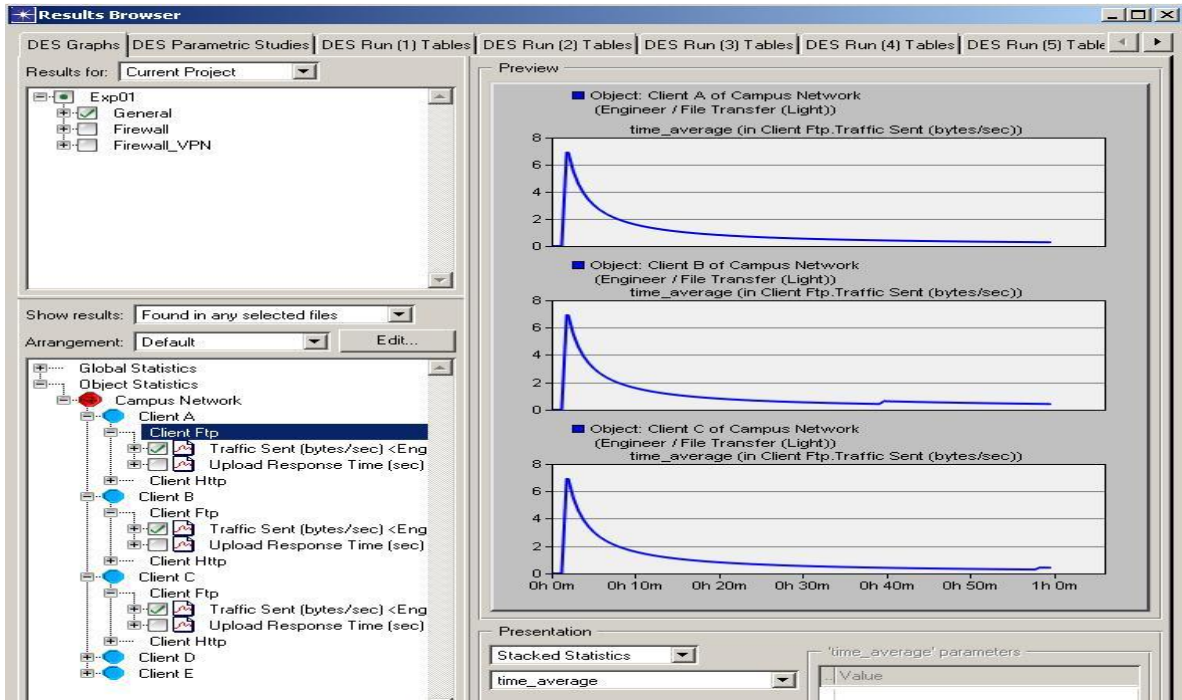 Results Browser
DES Graphs DES Parametric Studies DES Run (1) Tables DES Run (2) Tables DES Run (3) Tables DES Run (4) Tables DES Run (5) Table
Results for: Current Project
Exp01
General
Firewall
Firewall_VPN
Show results: Found in any selected files
Arrangement: Default Edit...
Global Statistics
Object Statistics
Campus Network
Client A
Client Ftp
Traffic Sent (bytes/sec) <Eng
Upload Response Time (sec)
Client Http
Client B
Client Ftp
Traffic Sent (bytes/sec) <Eng
Upload Response Time (sec)
Client Http
Client C
Client Ftp
Traffic Sent (bytes/sec) <Eng
Upload Response Time (sec)
Client Http
Client D
Client E
Preview
Object: Client A of Campus Network
(Engineer / File Transfer (Light))
time_average (in Client Ftp.Traffic Sent (bytes/sec))
8
6
4
2
0
Object: Client B of Campus Network
(Engineer / File Transfer (Light))
time_average (in Client Ftp.Traffic Sent (bytes/sec))
8
6
4
2
0
Object: Client C of Campus Network
(Engineer / File Transfer (Light))
time_average (in Client Ftp.Traffic Sent (bytes/sec))
8
6
4
2
0
0h 0m 0h 10m 0h 20m 0h 30m 0h 40m 0h 50m 1h 0m
Presentation
Stacked Statistics
time_average
'time_average' parameters
.. Value